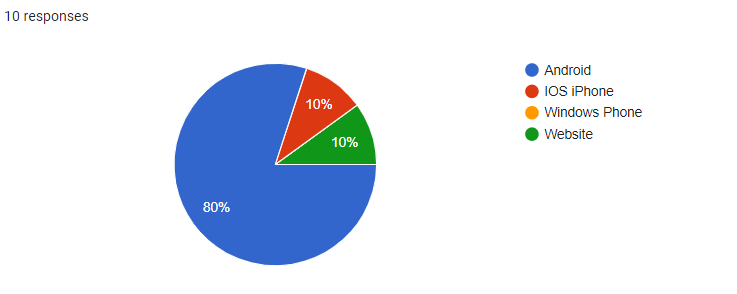 10 responses
Android
IOS iPhone
Windows Phone
Website
10%
10%
80%